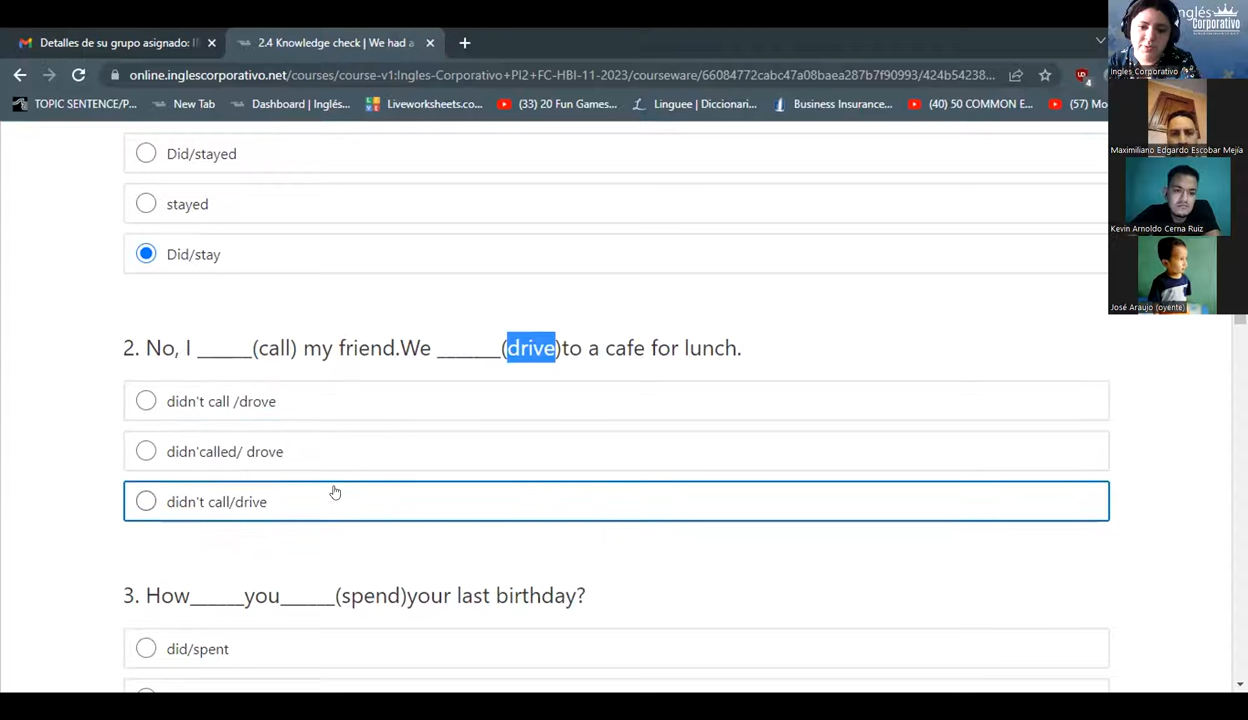 Detalles de su grupo asignado: I
2.4 Knowledge check | We had a
online.inglescorporativo.net/courses/course-v1:Ingles-Corporativo+PI2+FC-HBI-11-2023/courseware/66084772cabc47a08baea287b7f90993/424b54238...
TOPIC SENTENCE/P...
New Tab
Dashboard | Inglés...
Liveworksheets.co...
(33) 20 Fun Games...
Linguee | Diccionari...
Business Insurance...
(40) 50 COMMON E...
(57) Mo
Inglés
Corporativo
Ingles Corporativo
Maximiliano Edgardo Escobar Mejía
Kevin Arnoldo Cerna Ruiz
José Araujo (oyente)
Did/stayed
stayed
Did/stay
2. No, I _____(call) my friend.We ______(drive)to a cafe for lunch.
didn't call /drove
didn'called/ drove
didn't call/drive
3. How_____you_____(spend)your last birthday?
did/spent